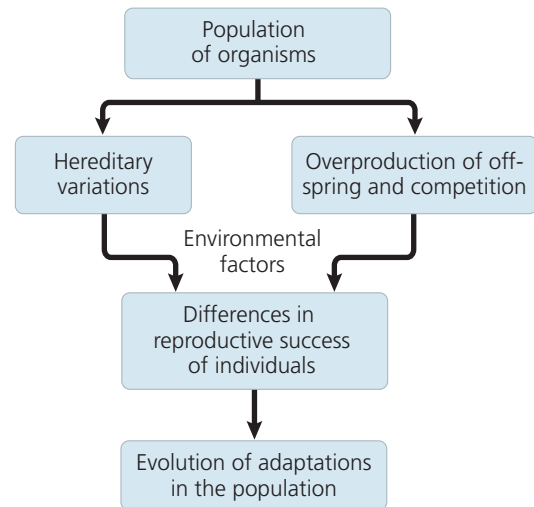 Population
of organisms
Hereditary
variations
Overproduction of off-
spring and competition
Environmental
factors
Differences in
reproductive success
of individuals
Evolution of adaptations
in the population